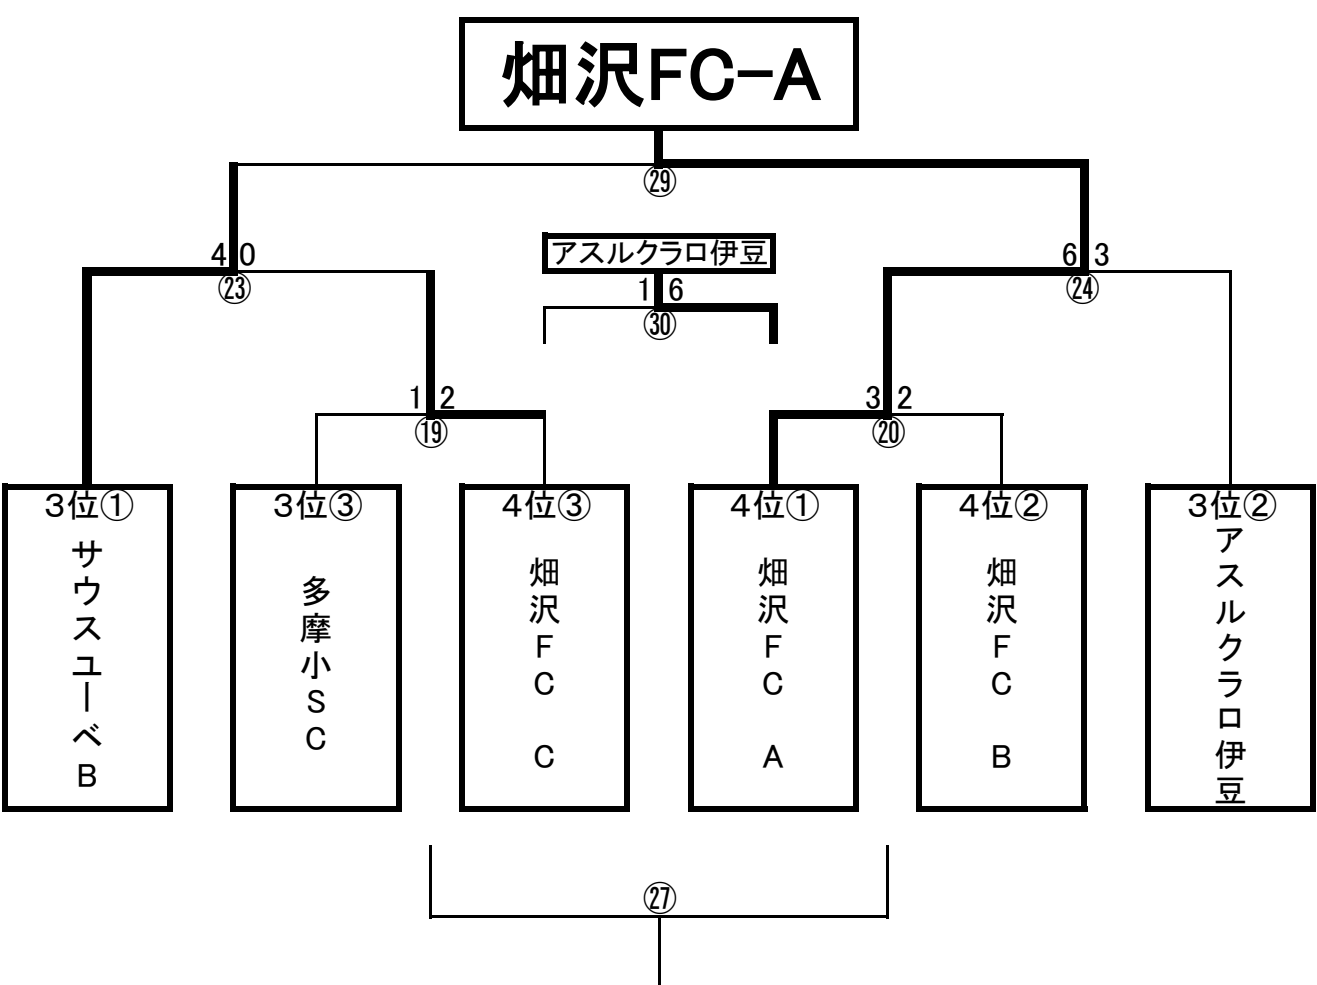 畑沢FC-A
㉙
4 0
㉓
アスルクラロ伊豆
1 6
㉚
6 3
㉔
1 2
⑲
3 2
⑳
3位①
サウスユーベB
3位③
多摩小SC
4位③
畑沢FC C
4位①
畑沢FC A
4位②
畑沢FC B
3位②
アスルクラロ伊豆
㉗